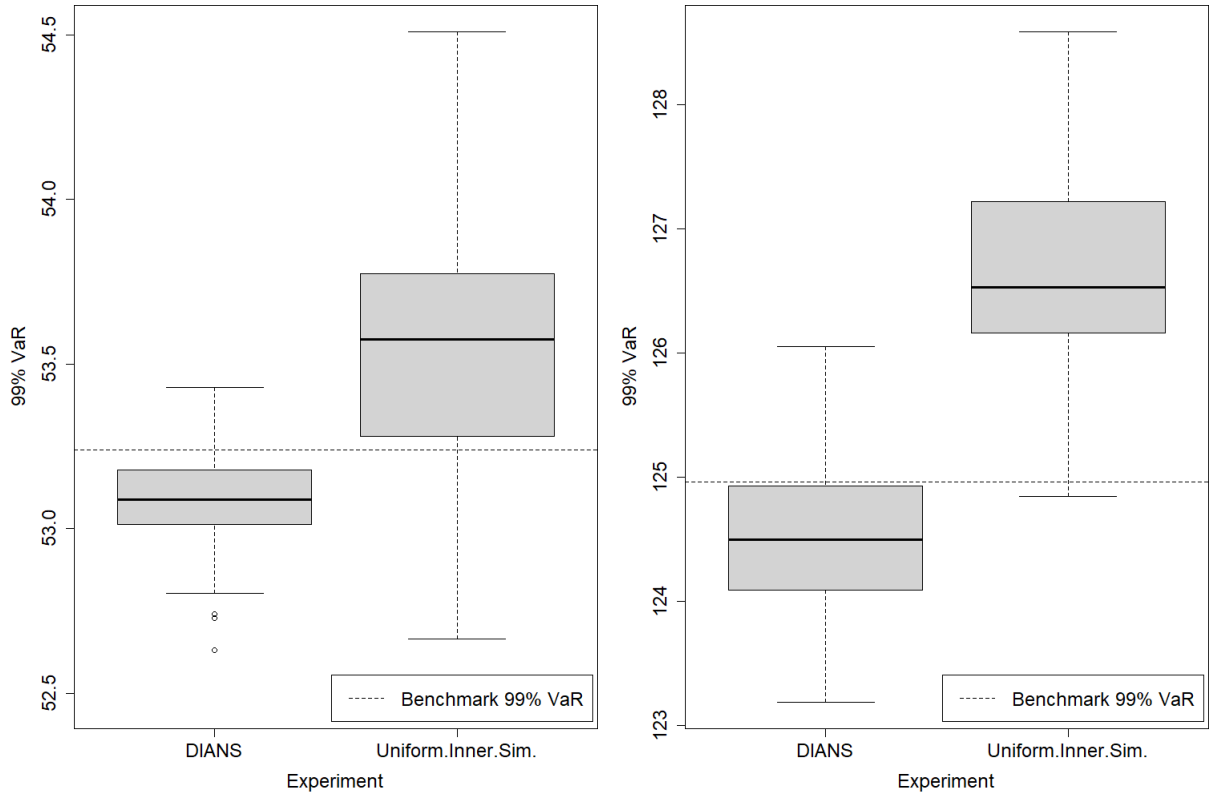 99% VaR
54.5
54.0
53.5
53.0
52.5
DIANS
Uniform.Inner.Sim.
Experiment
Benchmark 99% VaR
99% VaR
128
127
126
125
124
123
DIANS
Uniform.Inner.Sim.
Experiment
Benchmark 99% VaR